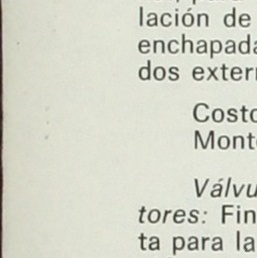 lación de
enchapada
dos extern
Costo
Monto
Válvu
tores: Fin
ta para la